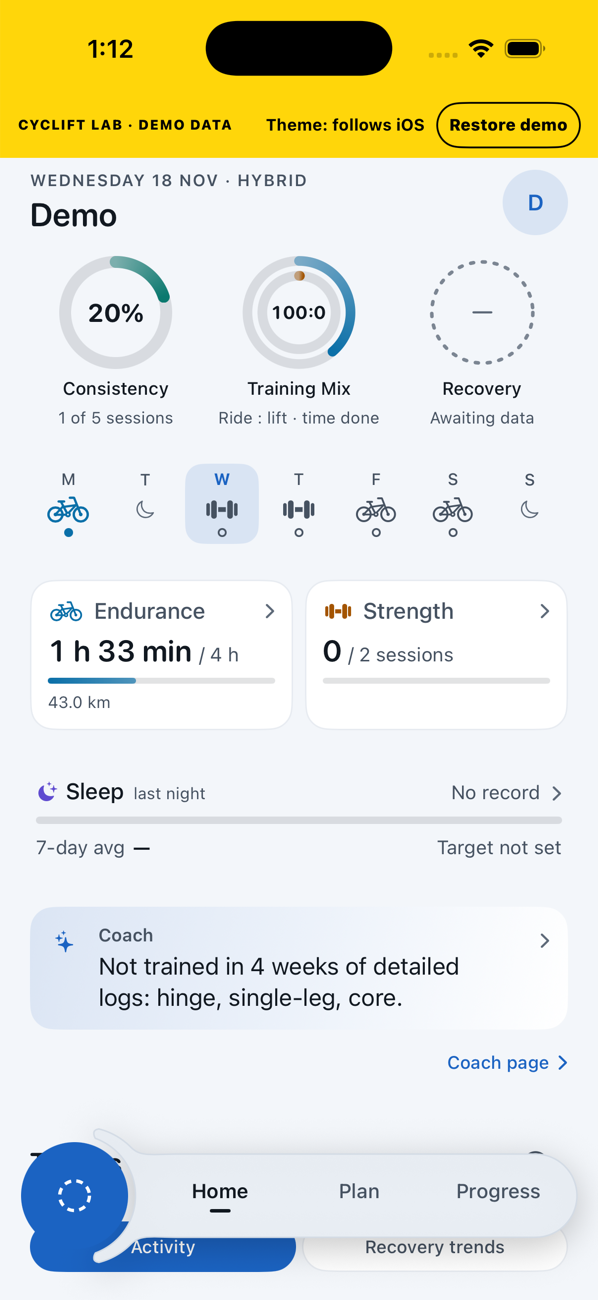 1:12
CYCLIFT LAB · DEMO DATA
Theme: follows iOS
Restore demo
WEDNESDAY 18 NOV · HYBRID
Demo
D
20%
100:0
—
Consistency
Training Mix
Recovery
1 of 5 sessions
Ride : lift · time done
Awaiting data
M T W T F S S
Endurance
1 h 33 min / 4 h
43.0 km
Strength
0 / 2 sessions
Sleep last night
No record
7-day avg —
Target not set
Coach
Not trained in 4 weeks of detailed
logs: hinge, single-leg, core.
Coach page
Home
Plan
Progress
Activity
Recovery trends